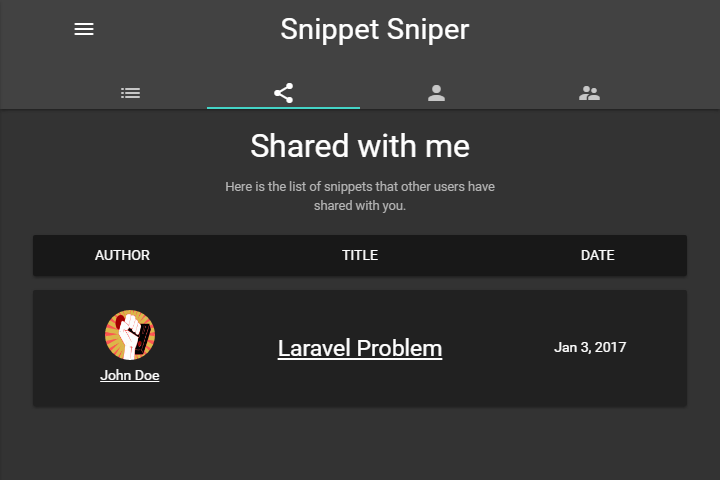 Snippet Sniper
Shared with me
Here is the list of snippets that other users have
shared with you.
AUTHOR TITLE DATE
John Doe Laravel Problem Jan 3, 2017